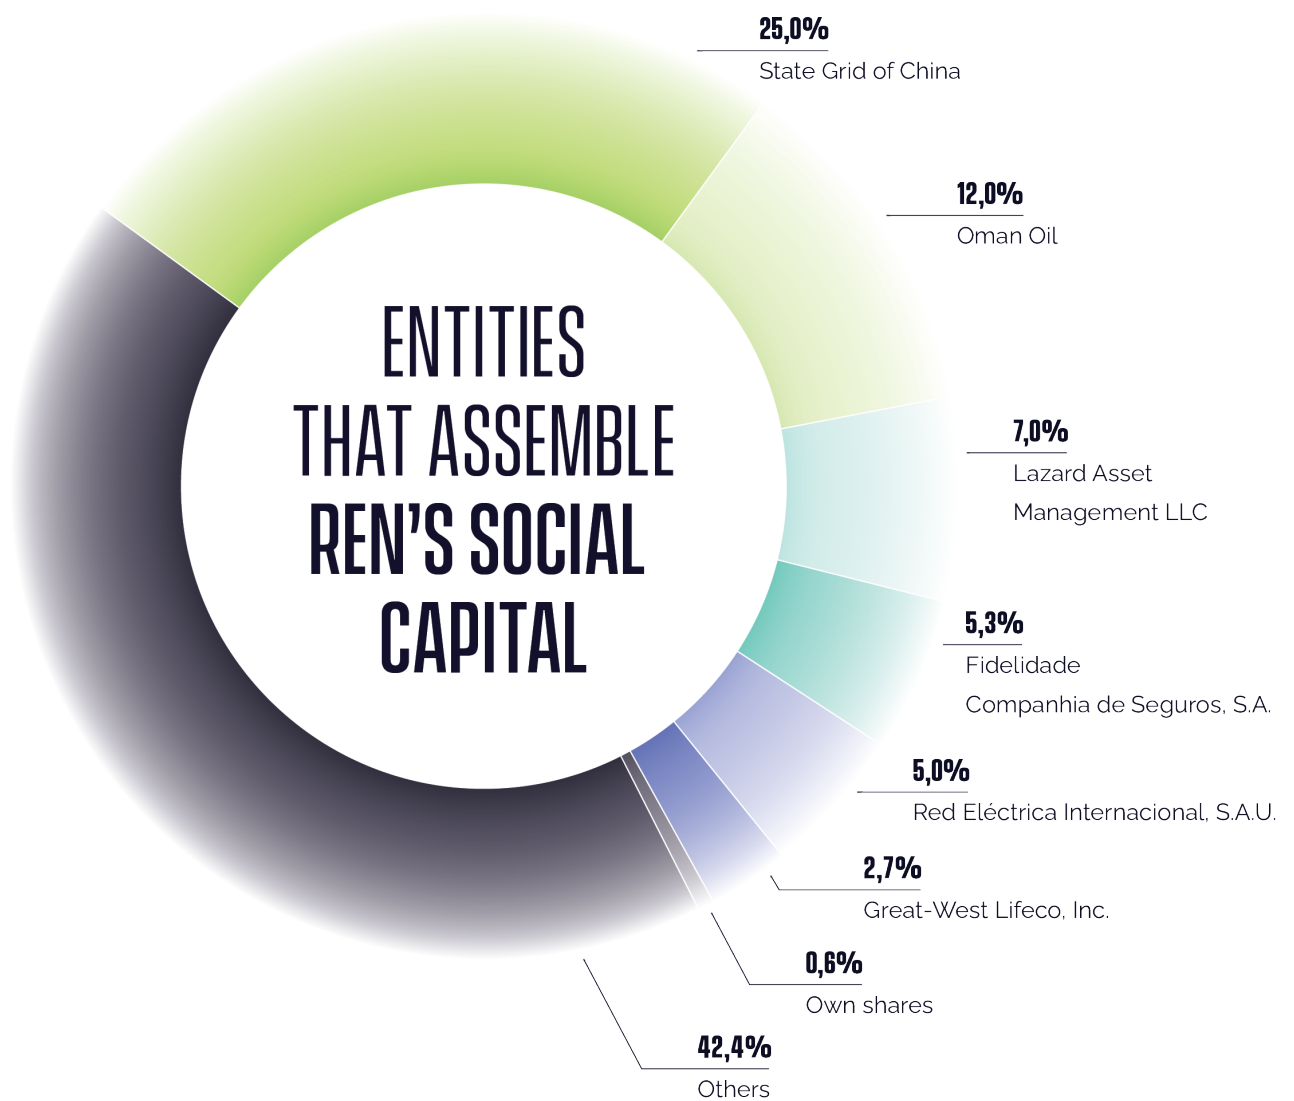 ENTITIES
THAT ASSEMBLE
REN'S SOCIAL
CAPITAL
25,0%
State Grid of China
12,0%
Oman Oil
7,0%
Lazard Asset
Management LLC
5,3%
Fidelidade
Companhia de Seguros, S.A.
5,0%
Red Eléctrica Internacional, S.A.U.
2,7%
Great-West Lifeco, Inc.
0,6%
Own shares
42,4%
Others